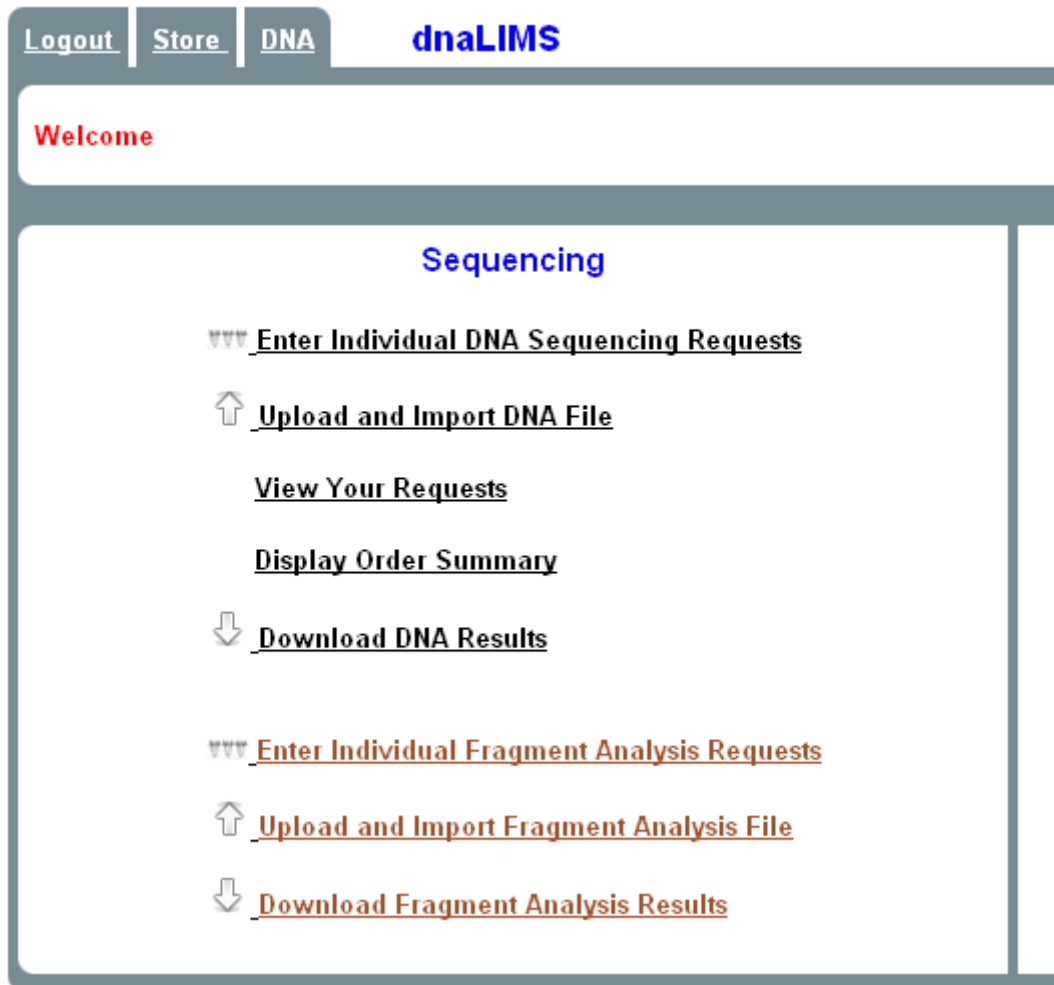 Logout Store DNA dnaLIMS
Welcome
Sequencing
Enter Individual DNA Sequencing Requests
Upload and Import DNA File
View Your Requests
Display Order Summary
Download DNA Results
Enter Individual Fragment Analysis Requests
Upload and Import Fragment Analysis File
Download Fragment Analysis Results